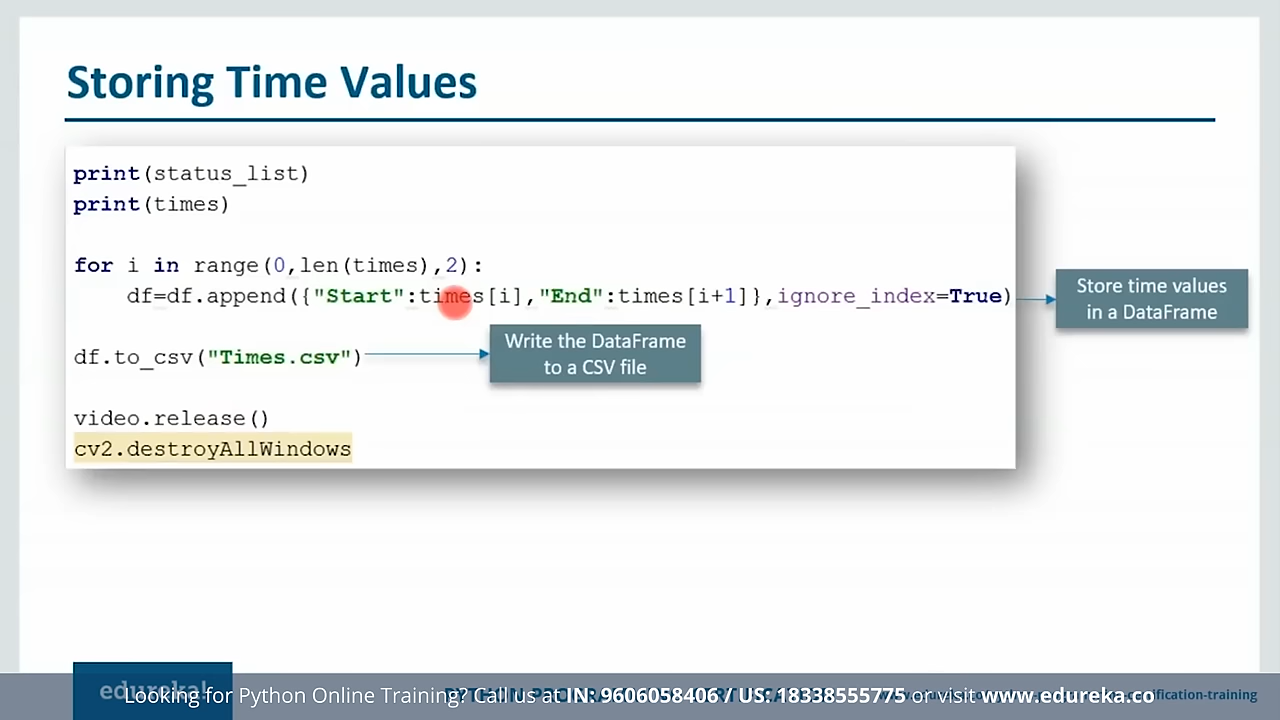 Storing Time Values
print(status_list)
print(times)
for i in range(0,len(times),2):
df=df.append({"Start":times[i],"End":times[i+1]},ignore_index=True)
Store time values
in a DataFrame
Write the DataFrame
to a CSV file
df.to_csv("Times.csv")
video.release()
cv2.destroyAllWindows
edureka!
Looking for Python Online Training? Call us at IN: 9606058406 / US: 18338555775 or visit www.edureka.co